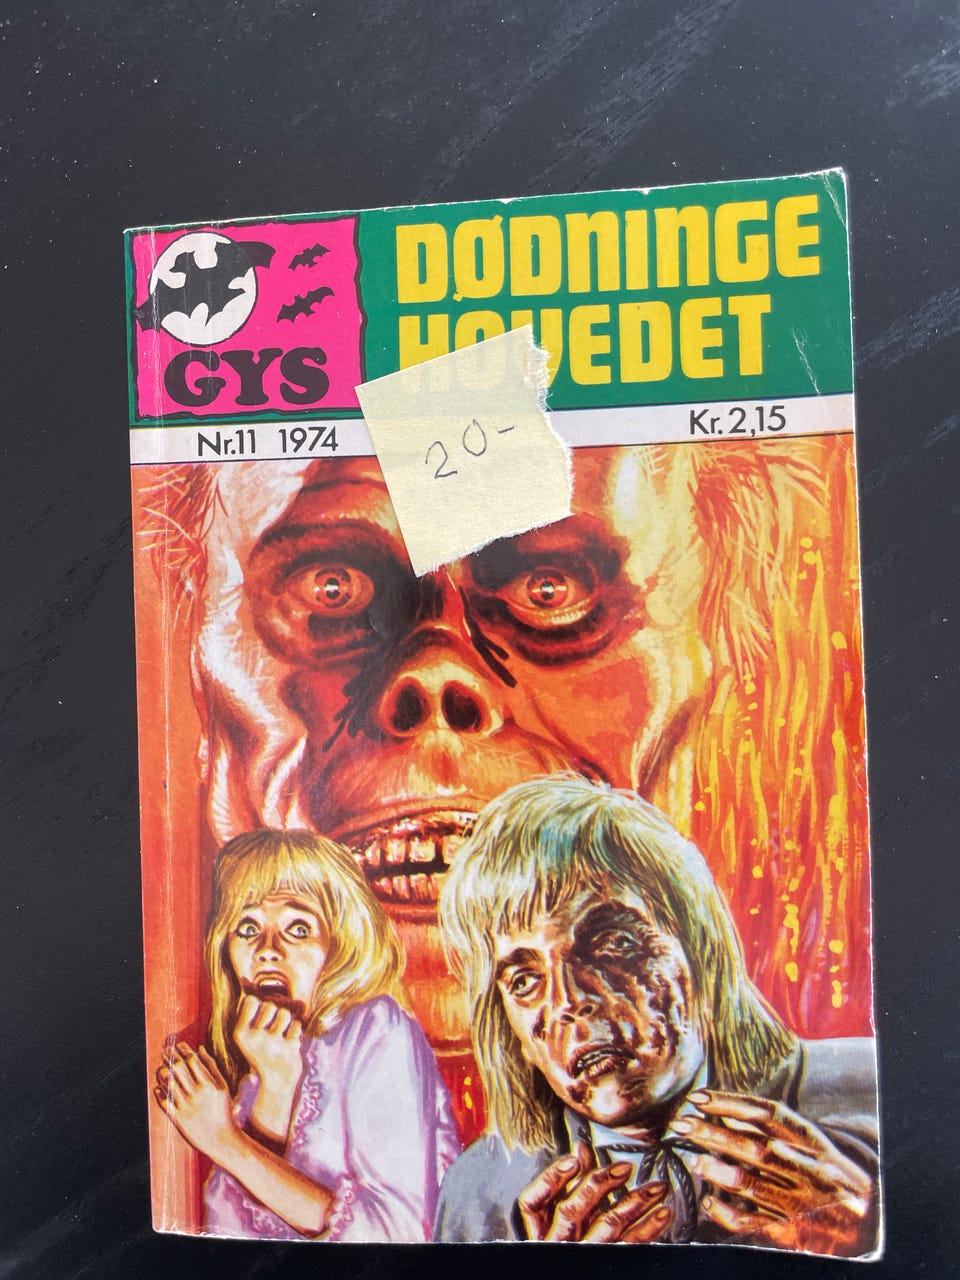 DØDNINGE
HOVEDET
GYS
Nr.11 1974
20-
Kr.2,15